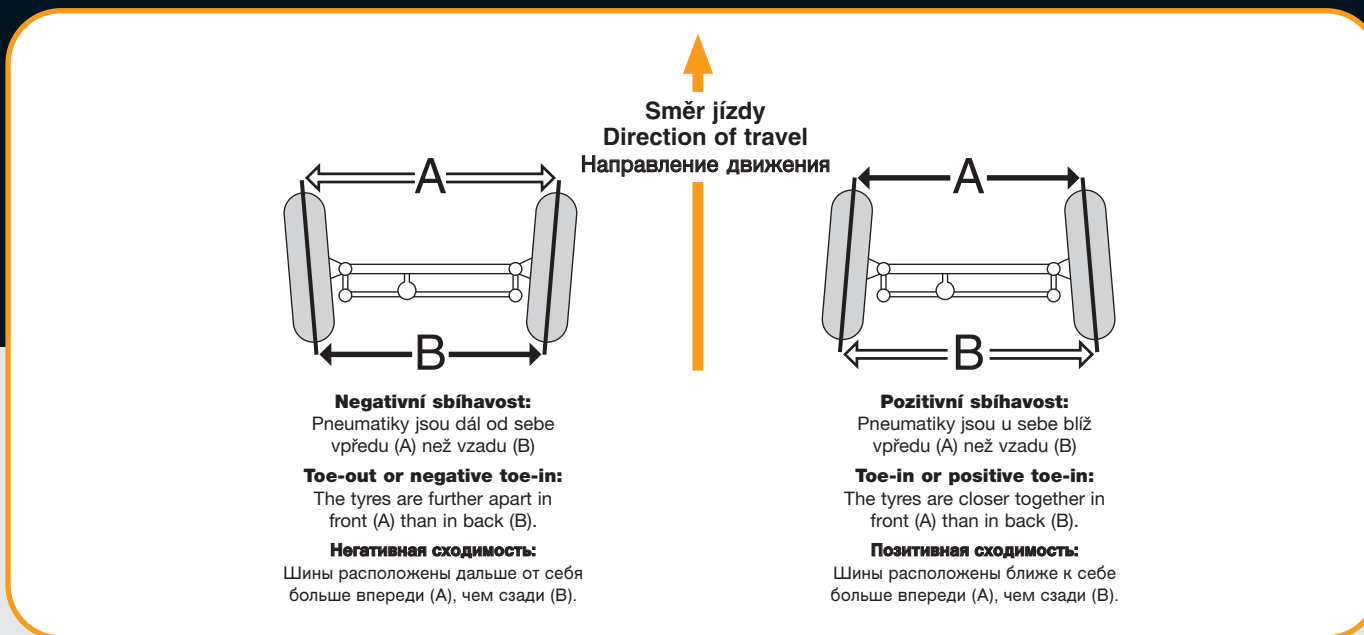 Směr jízdy
Direction of travel
Направление движения
A
B
Negativní sbíhavost:
Pneumatiky jsou dál od sebe
vpředu (A) než vzadu (B)
Toe-out or negative toe-in:
The tyres are further apart in
front (A) than in back (B).
Негативная сходимость:
Шины расположены дальше от себя
больше впереди (А), чем сзади (В).
A
B
Pozitivní sbíhavost:
Pneumatiky jsou u sebe blíž
vpředu (A) než vzadu (B)
Toe-in or positive toe-in:
The tyres are closer together in
front (A) than in back (B).
Позитивная сходимость:
Шины расположены ближе к себе
больше впереди (А), чем сзади (В).